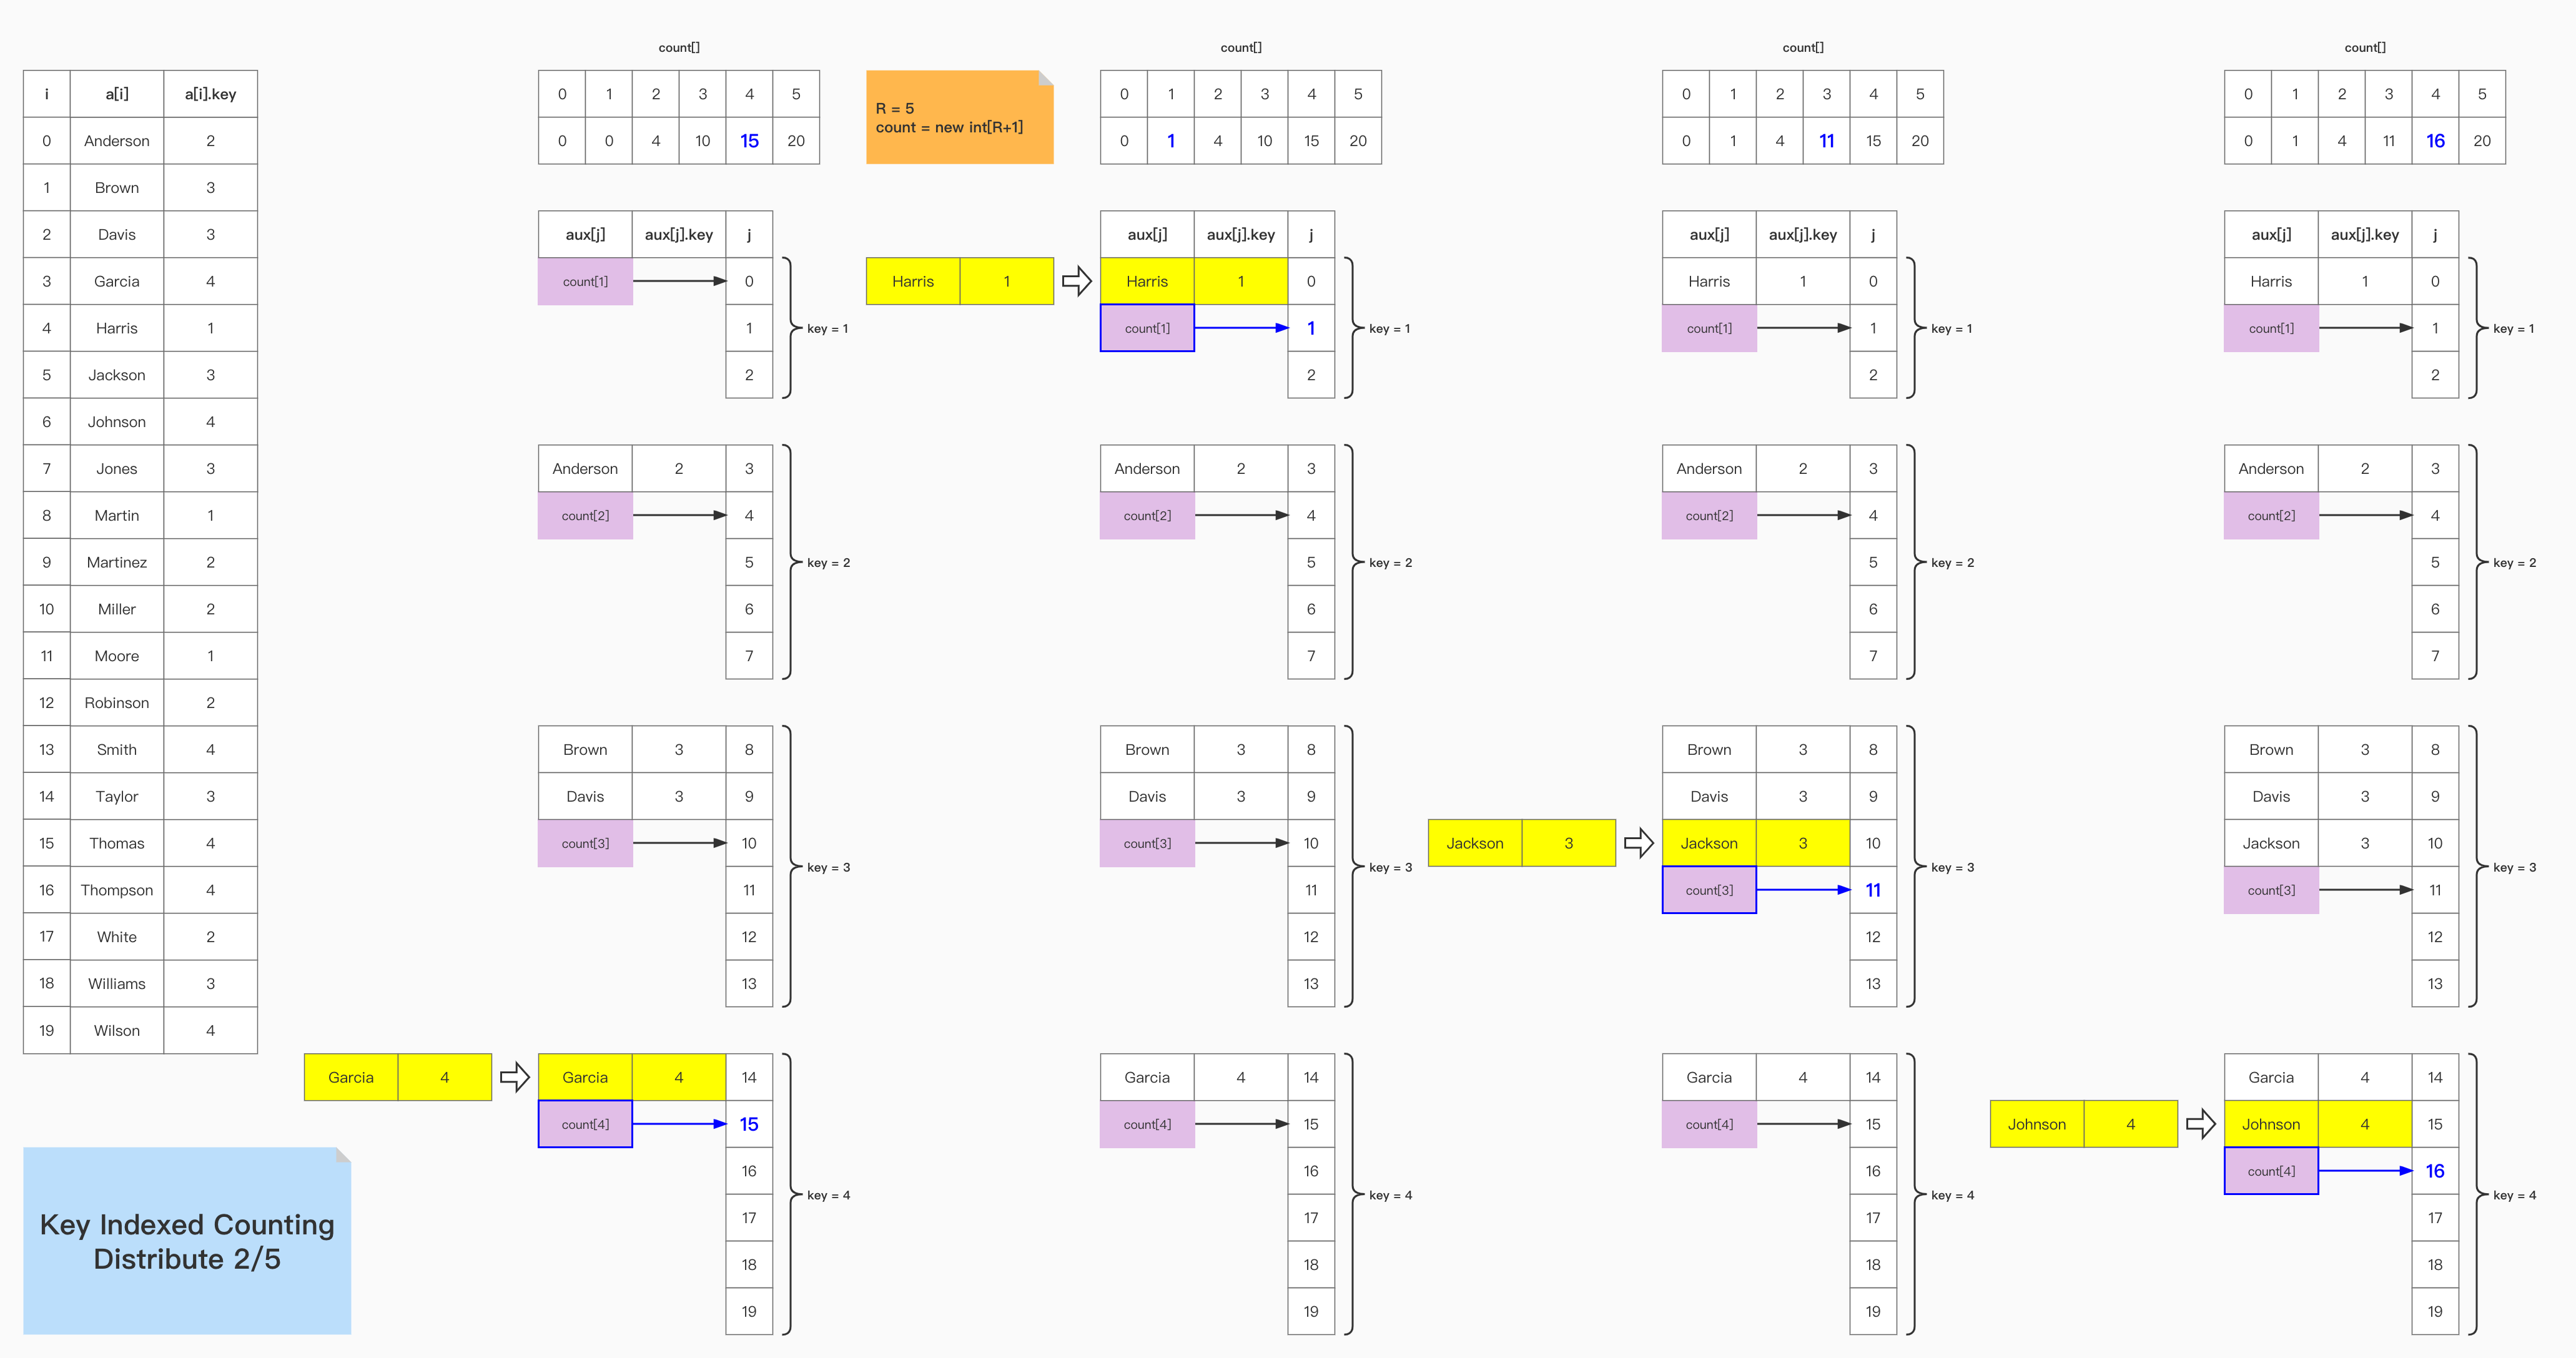 i a[i] a[i].key
0 Anderson 2
1 Brown 3
2 Davis 3
3 Garcia 4
4 Harris 1
5 Jackson 3
6 Johnson 4
7 Jones 3
8 Martin 1
9 Martinez 2
10 Miller 2
11 Moore 1
12 Robinson 2
13 Smith 4
14 Taylor 3
15 Thomas 4
16 Thompson 4
17 White 2
18 Williams 3
19 Wilson 4
Key Indexed Counting
Distribute 2/5
Garcia 4
count[]
0 1 2 3 4 5
0 0 4 10 15 20
aux[j] aux[j].key j
count[1] 0
1
2
key = 1
Anderson 2 3
count[2] 4
5
6
7
key = 2
Brown 3 8
Davis 3 9
count[3] 10
11
12
13
key = 3
Garcia 4 14
count[4] 15
16
17
18
19
key = 4
R = 5
count = new int[R+1]
Harris 1
count[]
0 1 2 3 4 5
0 1 4 10 15 20
aux[j] aux[j].key j
Harris 1 0
count[1] 1
2
key = 1
Anderson 2 3
count[2] 4
5
6
7
key = 2
Brown 3 8
Davis 3 9
count[3] 10
11
12
13
key = 3
Garcia 4 14
count[4] 15
16
17
18
19
key = 4
Jackson 3
count[]
0 1 2 3 4 5
0 1 4 11 15 20
aux[j] aux[j].key j
Harris 1 0
count[1] 1
2
key = 1
Anderson 2 3
count[2] 4
5
6
7
key = 2
Brown 3 8
Davis 3 9
Jackson 3 10
count[3] 11
12
13
key = 3
Garcia 4 14
count[4] 15
16
17
18
19
key = 4
Johnson 4
count[]
0 1 2 3 4 5
0 1 4 11 16 20
aux[j] aux[j].key j
Harris 1 0
count[1] 1
2
key = 1
Anderson 2 3
count[2] 4
5
6
7
key = 2
Brown 3 8
Davis 3 9
Jackson 3 10
count[3] 11
12
13
key = 3
Garcia 4 14
Johnson 4 15
count[4] 16
17
18
19
key = 4